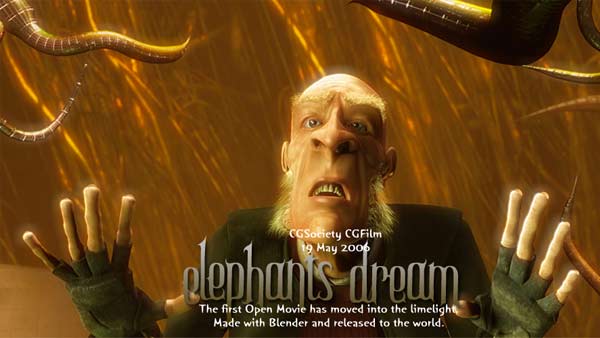 CGSociety CGFilm
19 May 2006
elephants dream
The first Open Movie has moved into the limelight.
Made with Blender and released to the world.